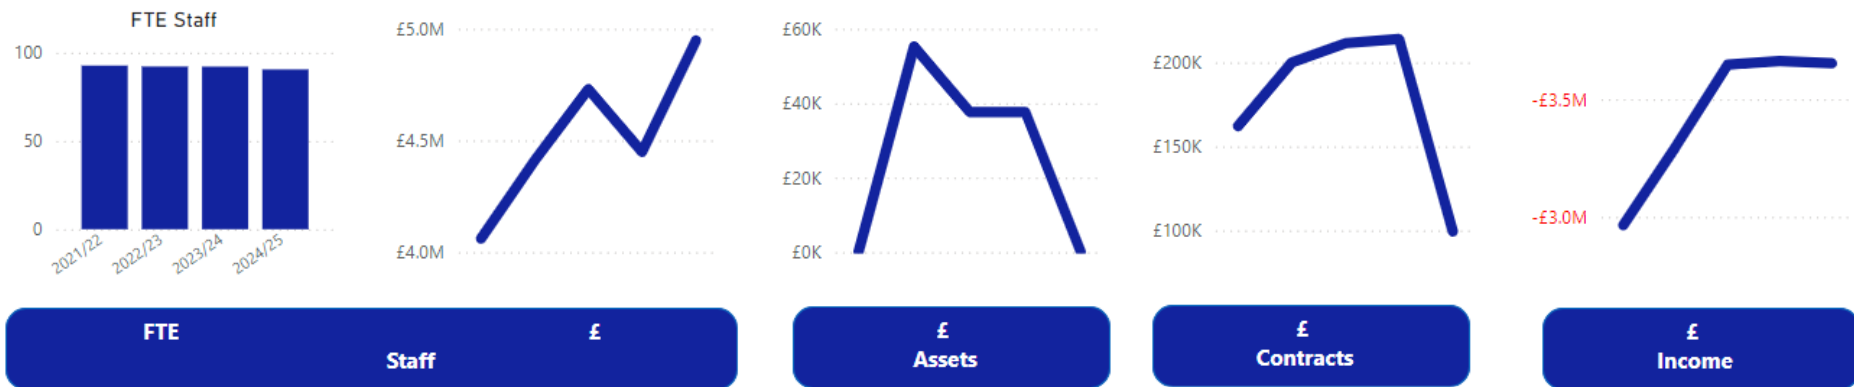 FTE Staff
100
50
0
2021/22
2022/23
2023/24
2024/25
£5.0M
£4.5M
£4.0M
£60K
£40K
£20K
£0K
£200K
£150K
£100K
-£3.5M
-£3.0M
FTE £
Staff
£
Assets
£
Contracts
£
Income